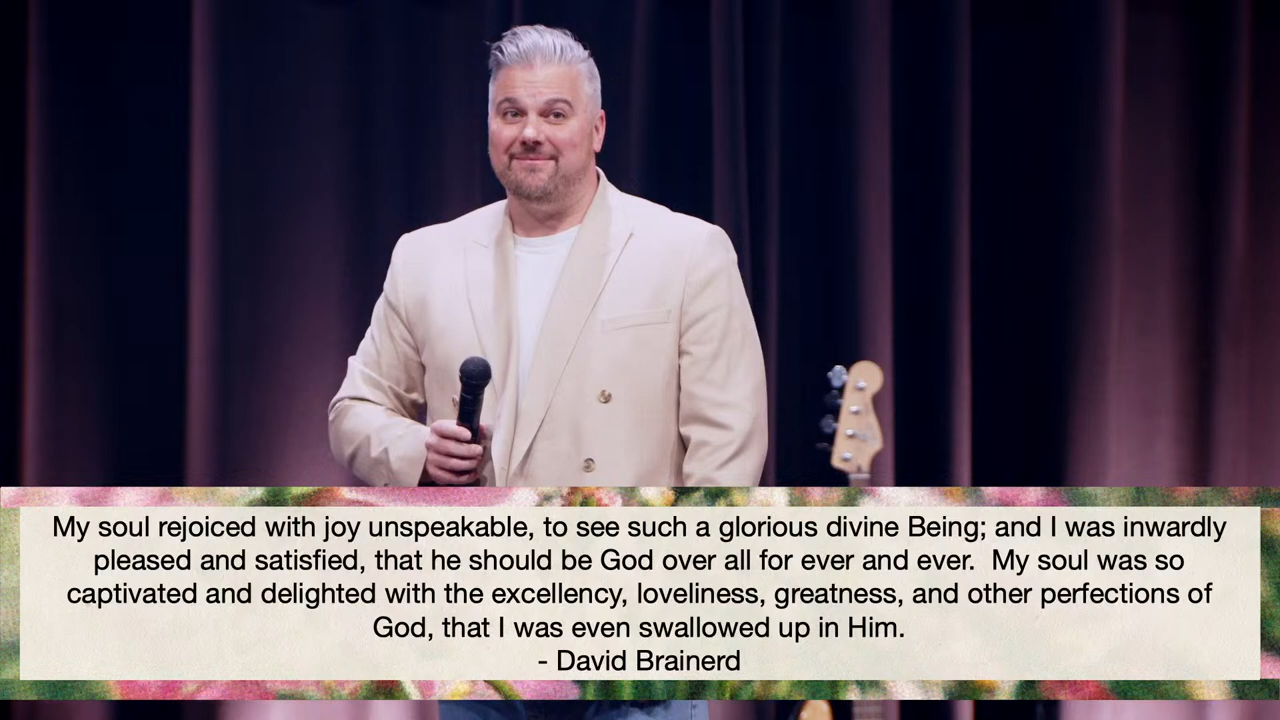 My soul rejoiced with joy unspeakable, to see such a glorious divine Being; and I was inwardly
pleased and satisfied, that he should be God over all for ever and ever.  My soul was so
captivated and delighted with the excellency, loveliness, greatness, and other perfections of
God, that I was even swallowed up in Him.
- David Brainerd